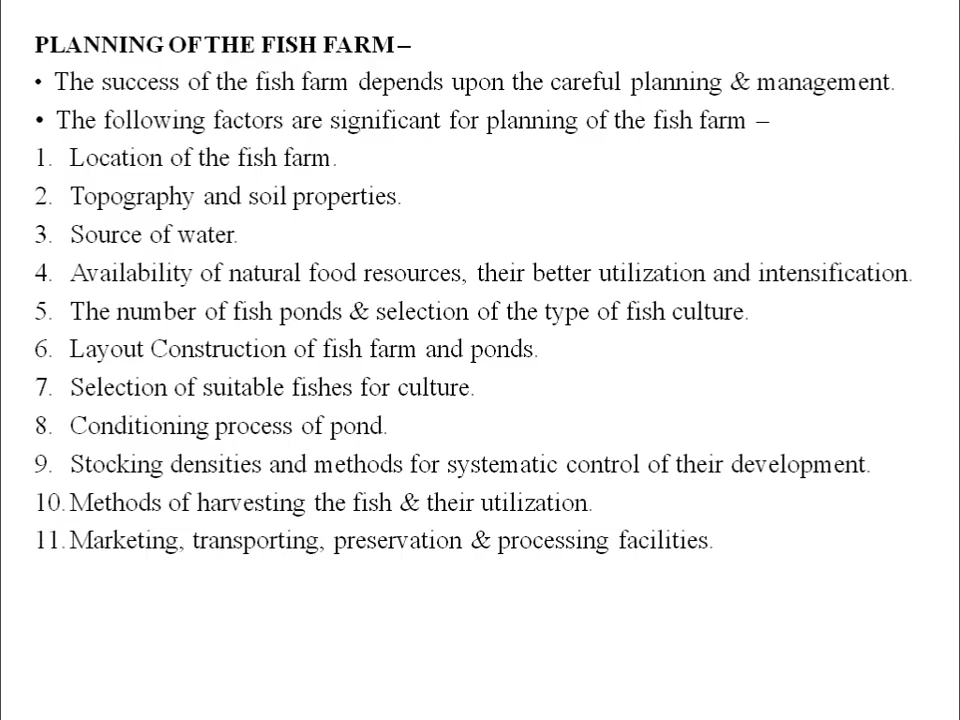 PLANNING OF THE FISH FARM –
• The success of the fish farm depends upon the careful planning & management.
• The following factors are significant for planning of the fish farm –
1. Location of the fish farm.
2. Topography and soil properties.
3. Source of water.
4. Availability of natural food resources, their better utilization and intensification.
5. The number of fish ponds & selection of the type of fish culture.
6. Layout Construction of fish farm and ponds.
7. Selection of suitable fishes for culture.
8. Conditioning process of pond.
9. Stocking densities and methods for systematic control of their development.
10. Methods of harvesting the fish & their utilization.
11. Marketing, transporting, preservation & processing facilities.